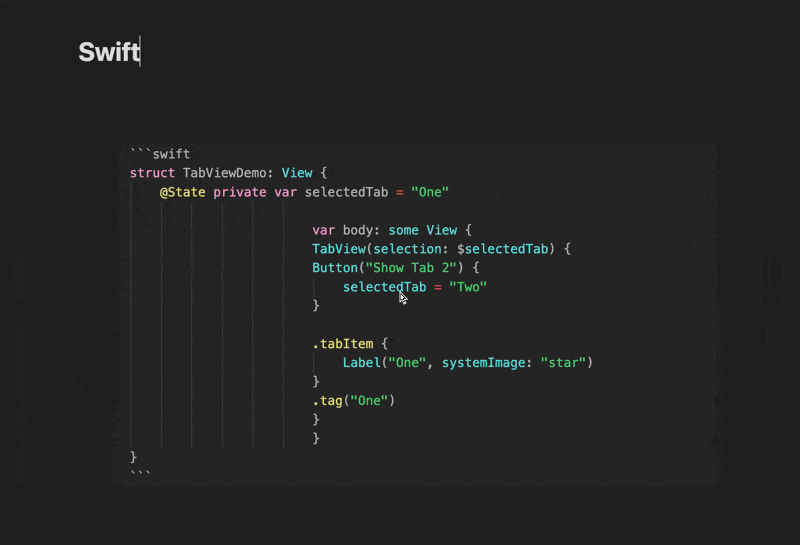 Swift
```swift
struct TabViewDemo: View {
    @State private var selectedTab = "One"
                        var body: some View {
                        TabView(selection: $selectedTab) {
                        Button("Show Tab 2") {
                            selectedTab = "Two"
                        }
                        .tabItem {
                            Label("One", systemImage: "star")
                        }
                        .tag("One")
                        }
                        }
}
```